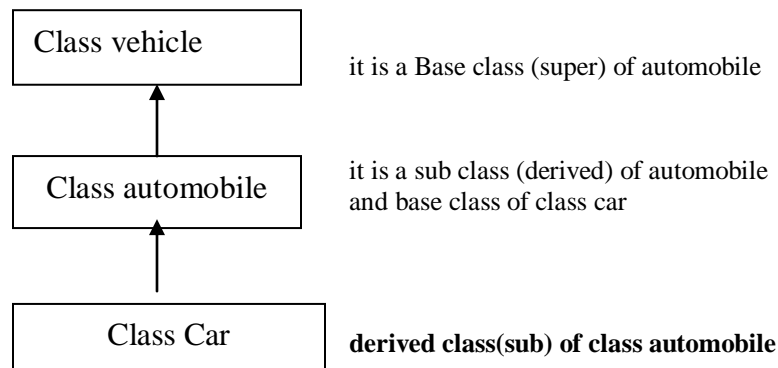 Class vehicle
it is a Base class (super) of automobile
Class automobile
it is a sub class (derived) of automobile
and base class of class car
Class Car
derived class(sub) of class automobile